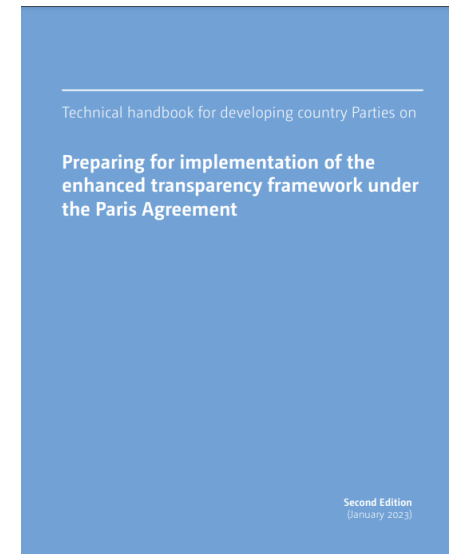 Technical handbook for developing country Parties on
Preparing for implementation of the
enhanced transparency framework under
the Paris Agreement
Second Edition
(January 2023)